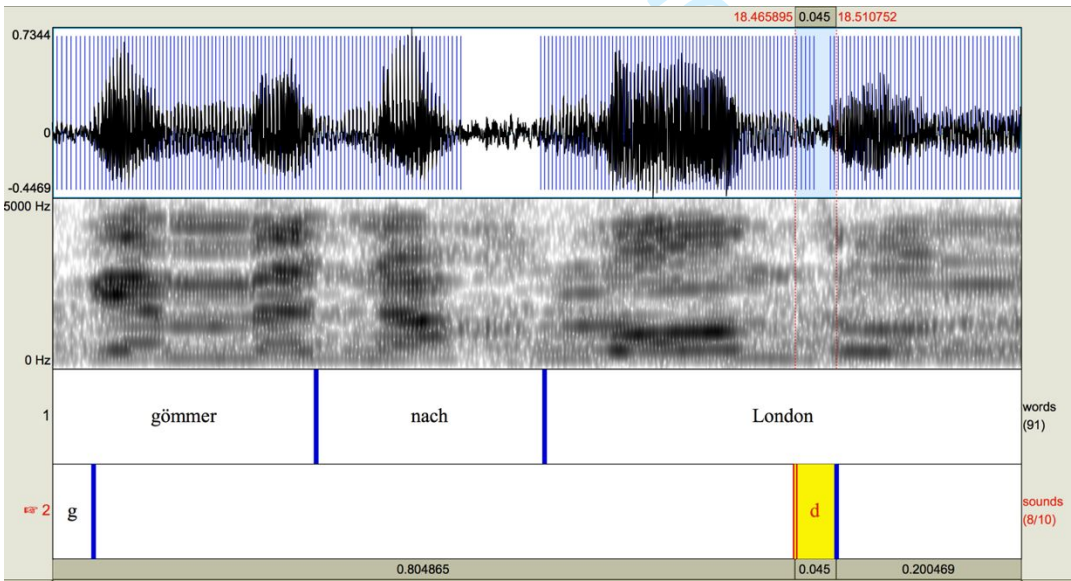 18.465895 0.045 18.510752
0.7344
0
-0.4469
5000 Hz
0 Hz
1 gömmer nach London words
(91)
☞ 2 g d sounds
(8/10)
0.804865 0.045 0.200469